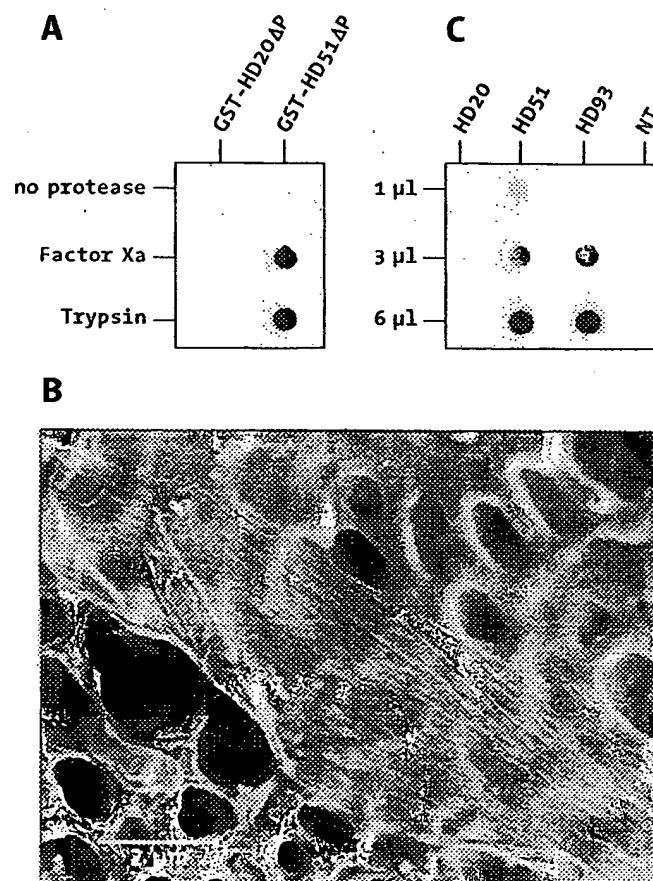 A
GST-HD20ΔP
GST-HD51ΔP
no protease
Factor Xa
Trypsin
C
HD20
HD51
HD93
NT
1 µl
3 µl
6 µl
B